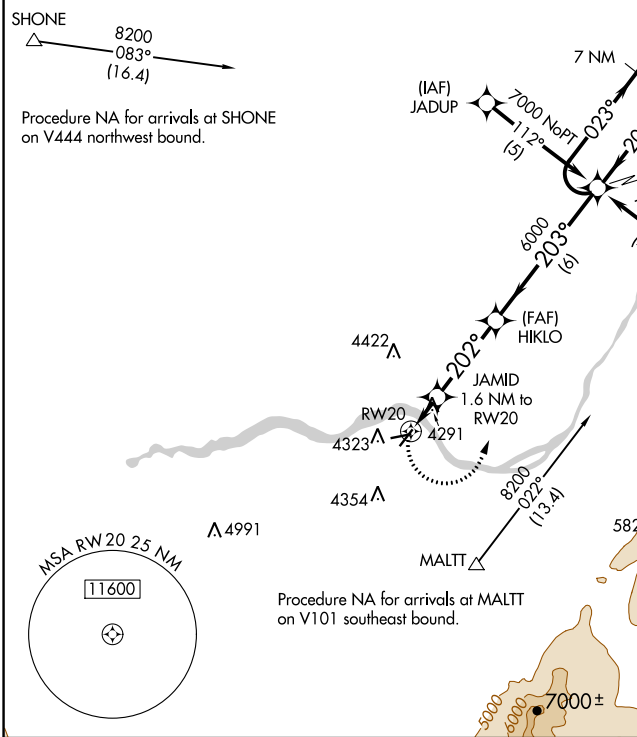 SHONE
8200
083°
(16.4)
Procedure NA for arrivals at SHONE
on V444 northwest bound.
7 NM
(IAF)
JADUP
7000 NoPT
112°
(5)
023°
6000
203°
(6)
(FAF)
HIKLO
202°
4422
JAMID
1.6 NM to
RW20
RW20
4323
4291
4354
4991
8200
022°
(13.4)
MALTT
Procedure NA for arrivals at MALTT
on V101 southeast bound.
MSA RW20 25 NM
11600
582
5000
6000
7000±